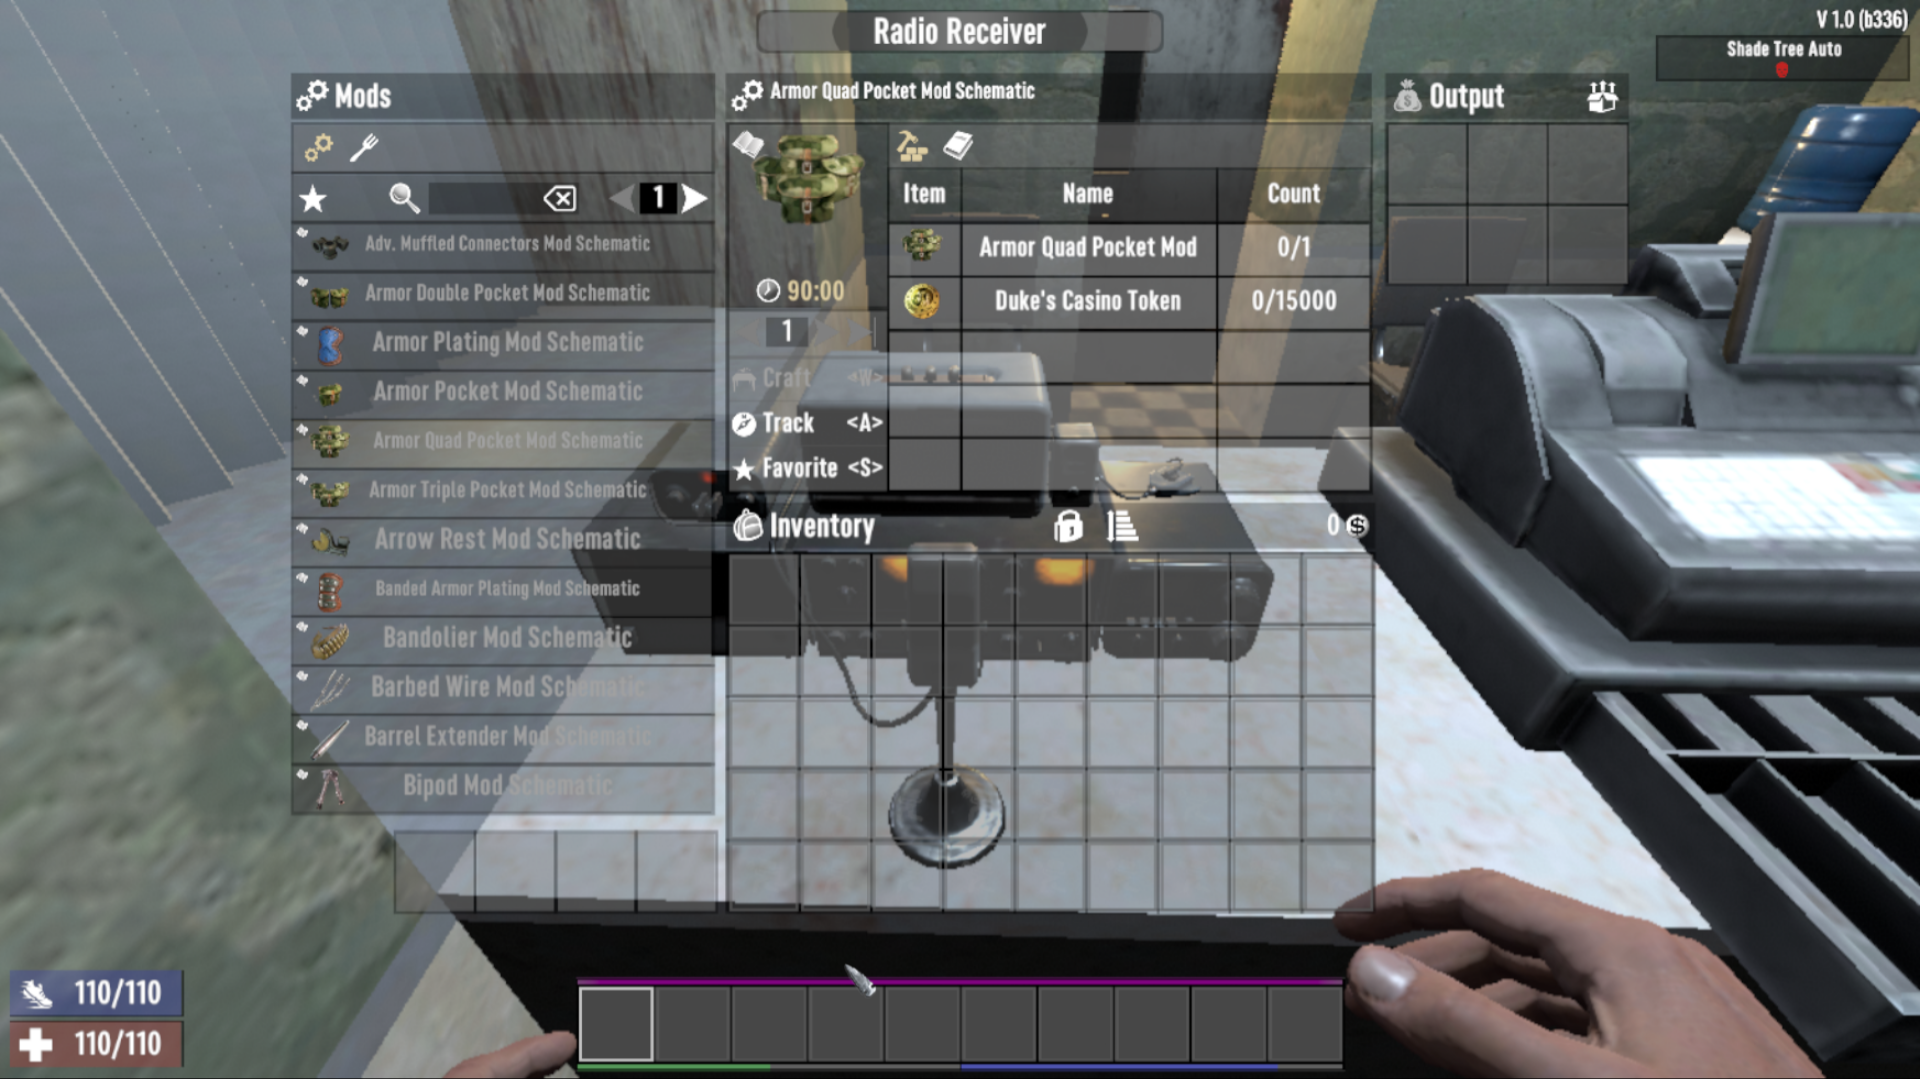 Radio Receiver
V 1.0 (b336)
Shade Tree Auto
Mods
Armor Quad Pocket Mod Schematic
Output
Item Name Count
1
Adv. Muffled Connectors Mod Schematic
Armor Double Pocket Mod Schematic
Armor Plating Mod Schematic
Armor Pocket Mod Schematic
Armor Quad Pocket Mod Schematic
Armor Triple Pocket Mod Schematic
Arrow Rest Mod Schematic
Banded Armor Plating Mod Schematic
Bandolier Mod Schematic
Barbed Wire Mod Schematic
Barrel Extender Mod Schematic
Bipod Mod Schematic
Armor Quad Pocket Mod 0/1
Duke's Casino Token 0/15000
90:00
1
Craft <W>
Track <A>
Favorite <S>
Inventory
0
110/110
110/110